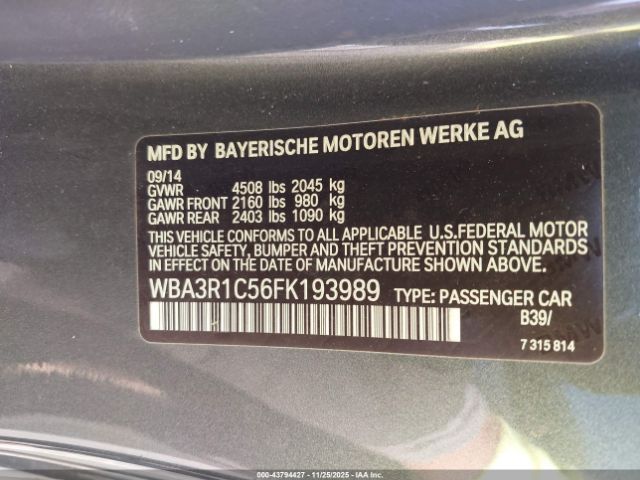 MFD BY BAYERISCHE MOTOREN WERKE AG
09/14
GVWR 4508 lbs 2045 kg
GAWR FRONT 2160 lbs 980 kg
GAWR REAR 2403 lbs 1090 kg
THIS VEHICLE CONFORMS TO ALL APPLICABLE U.S.FEDERAL MOTOR
VEHICLE SAFETY, BUMPER AND THEFT PREVENTION STANDARDS
IN EFFECT ON THE DATE OF MANUFACTURE SHOWN ABOVE.
WBA3R1C56FK193989 TYPE: PASSENGER CAR
B39/
7 315 814
000-43794427 - 11/25/2025 - IAAI Copart